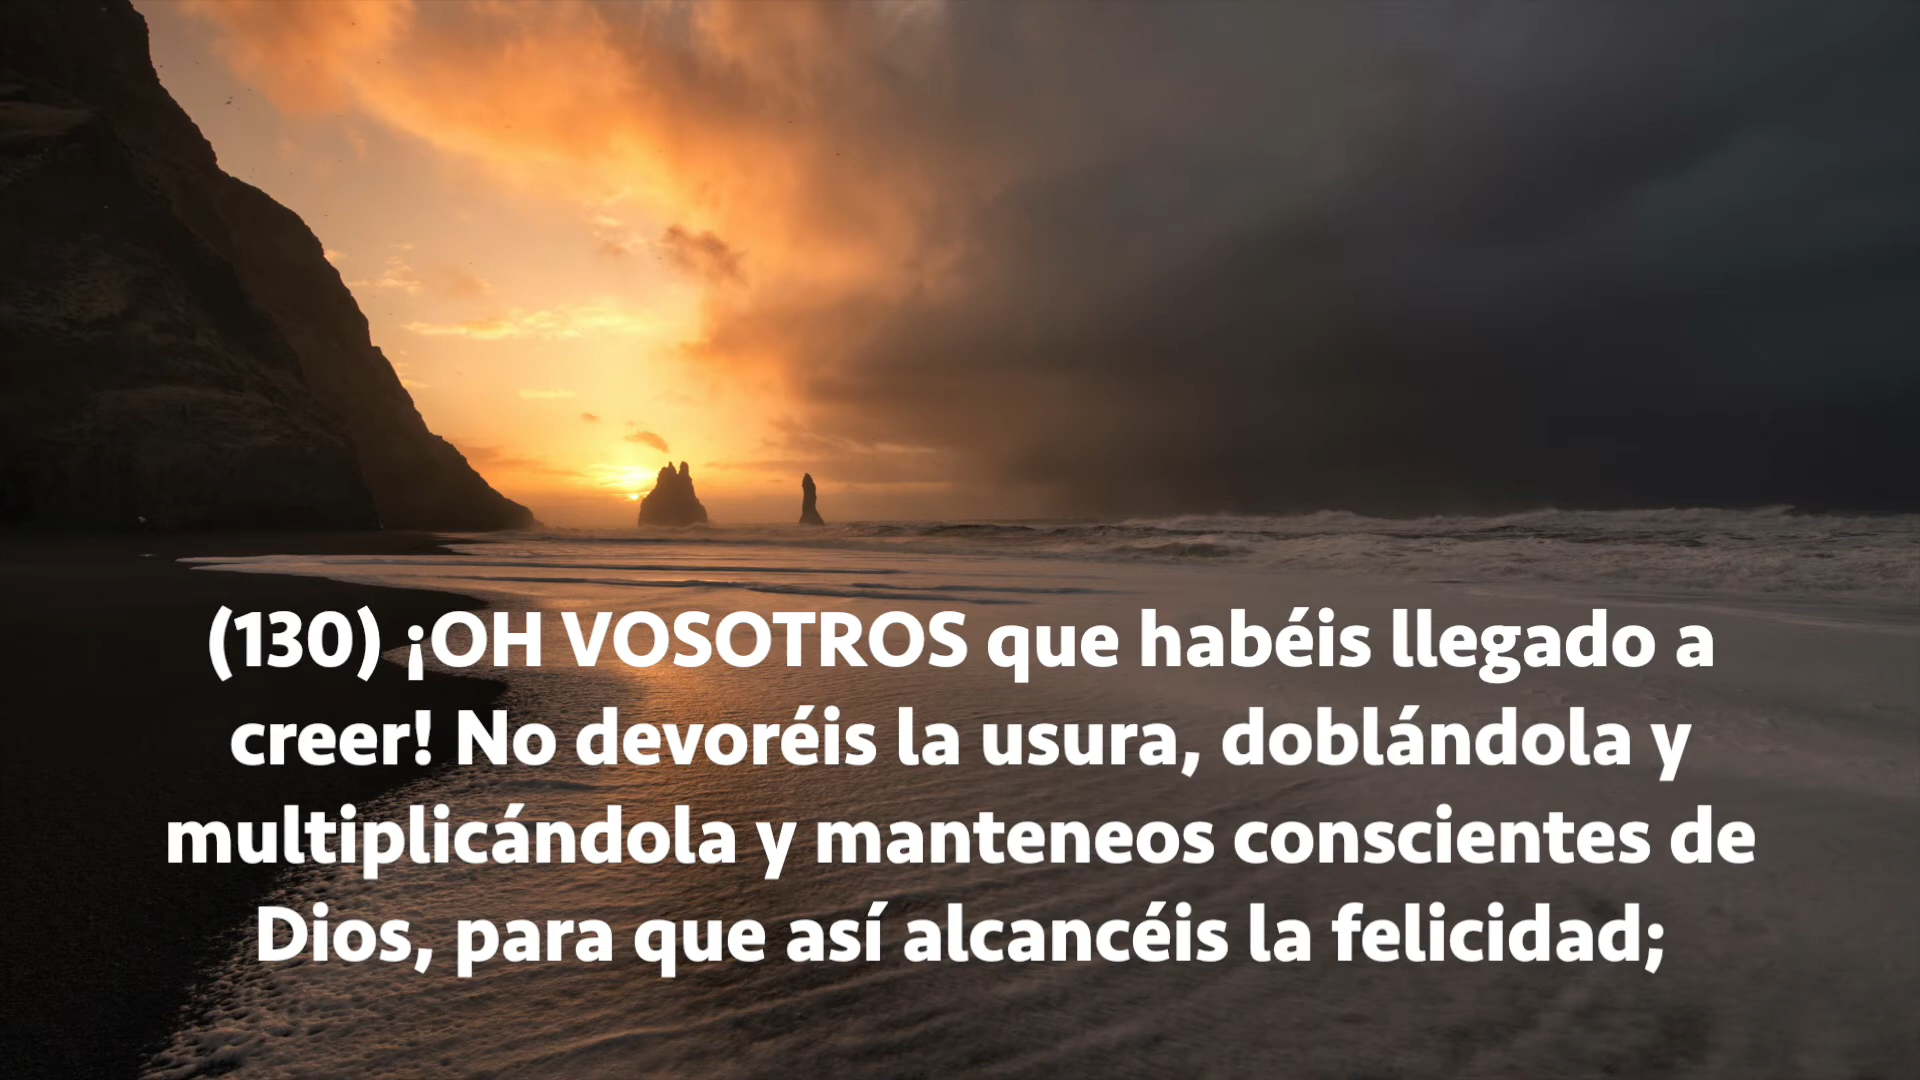 (130) ¡OH VOSOTROS que habéis llegado a
creer! No devoréis la usura, doblándola y
multiplicándola y manteneos conscientes de
Dios, para que así alcancéis la felicidad;